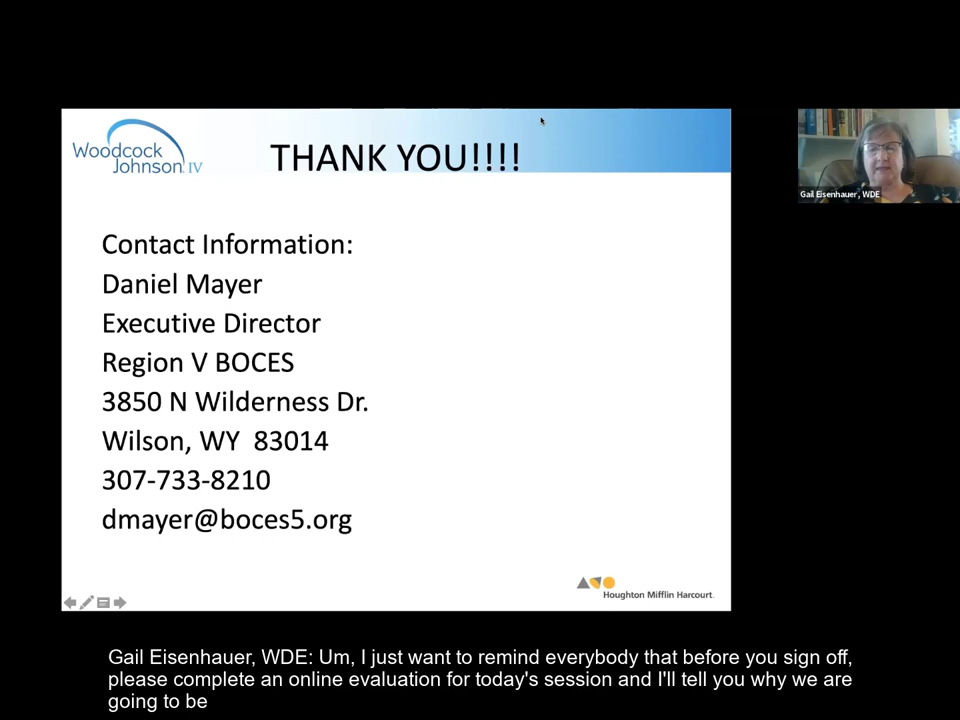 Woodcock
Johnson IV
THANK YOU!!!!
Gail Eisenhauer, WDE
Contact Information:
Daniel Mayer
Executive Director
Region V BOCES
3850 N Wilderness Dr.
Wilson, WY  83014
307-733-8210
dmayer@boces5.org
Houghton Mifflin Harcourt.
Gail Eisenhauer, WDE: Um, I just want to remind everybody that before you sign off,
please complete an online evaluation for today's session and I'll tell you why we are
going to be